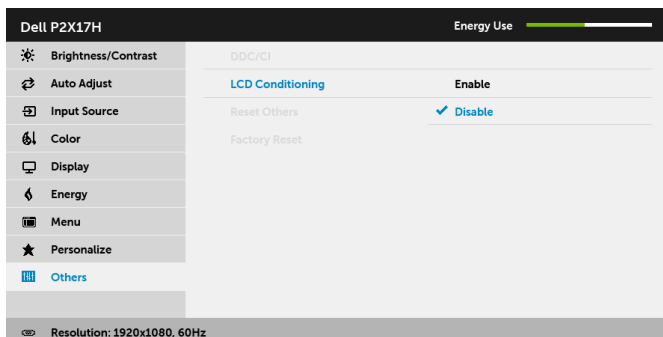 Dell P2X17H
Energy Use
Brightness/Contrast
DDC/CI
Auto Adjust
LCD Conditioning
Enable
Input Source
Reset Others
Disable
Color
Factory Reset
Display
Energy
Menu
Personalize
Others
Resolution: 1920x1080, 60Hz